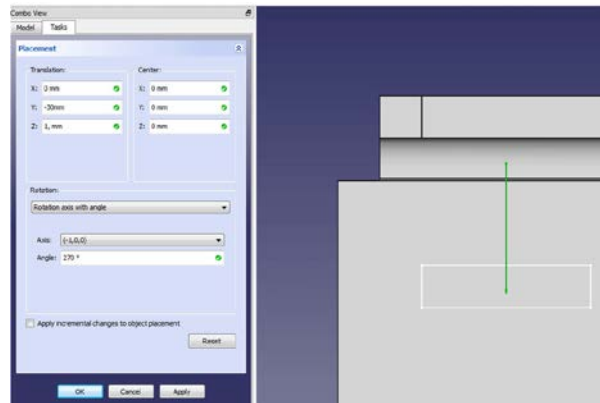 Combo View
Model Tasks
Placement
Translation: Center:
X: 0 mm X: 0 mm
Y: -30mm Y: 0 mm
Z: 1, mm Z: 0 mm
Rotation:
Rotation axis with angle
Axis: (-1,0,0)
Angle: 270 °
Apply incremental changes to object placement
Reset
OK Cancel Apply